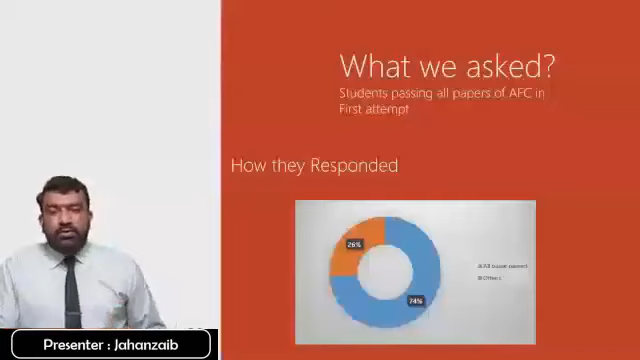 What we asked?
Students passing all papers of AFC in
First attempt
How they Responded
26%
74%
Others
Presenter : Jahanzaib